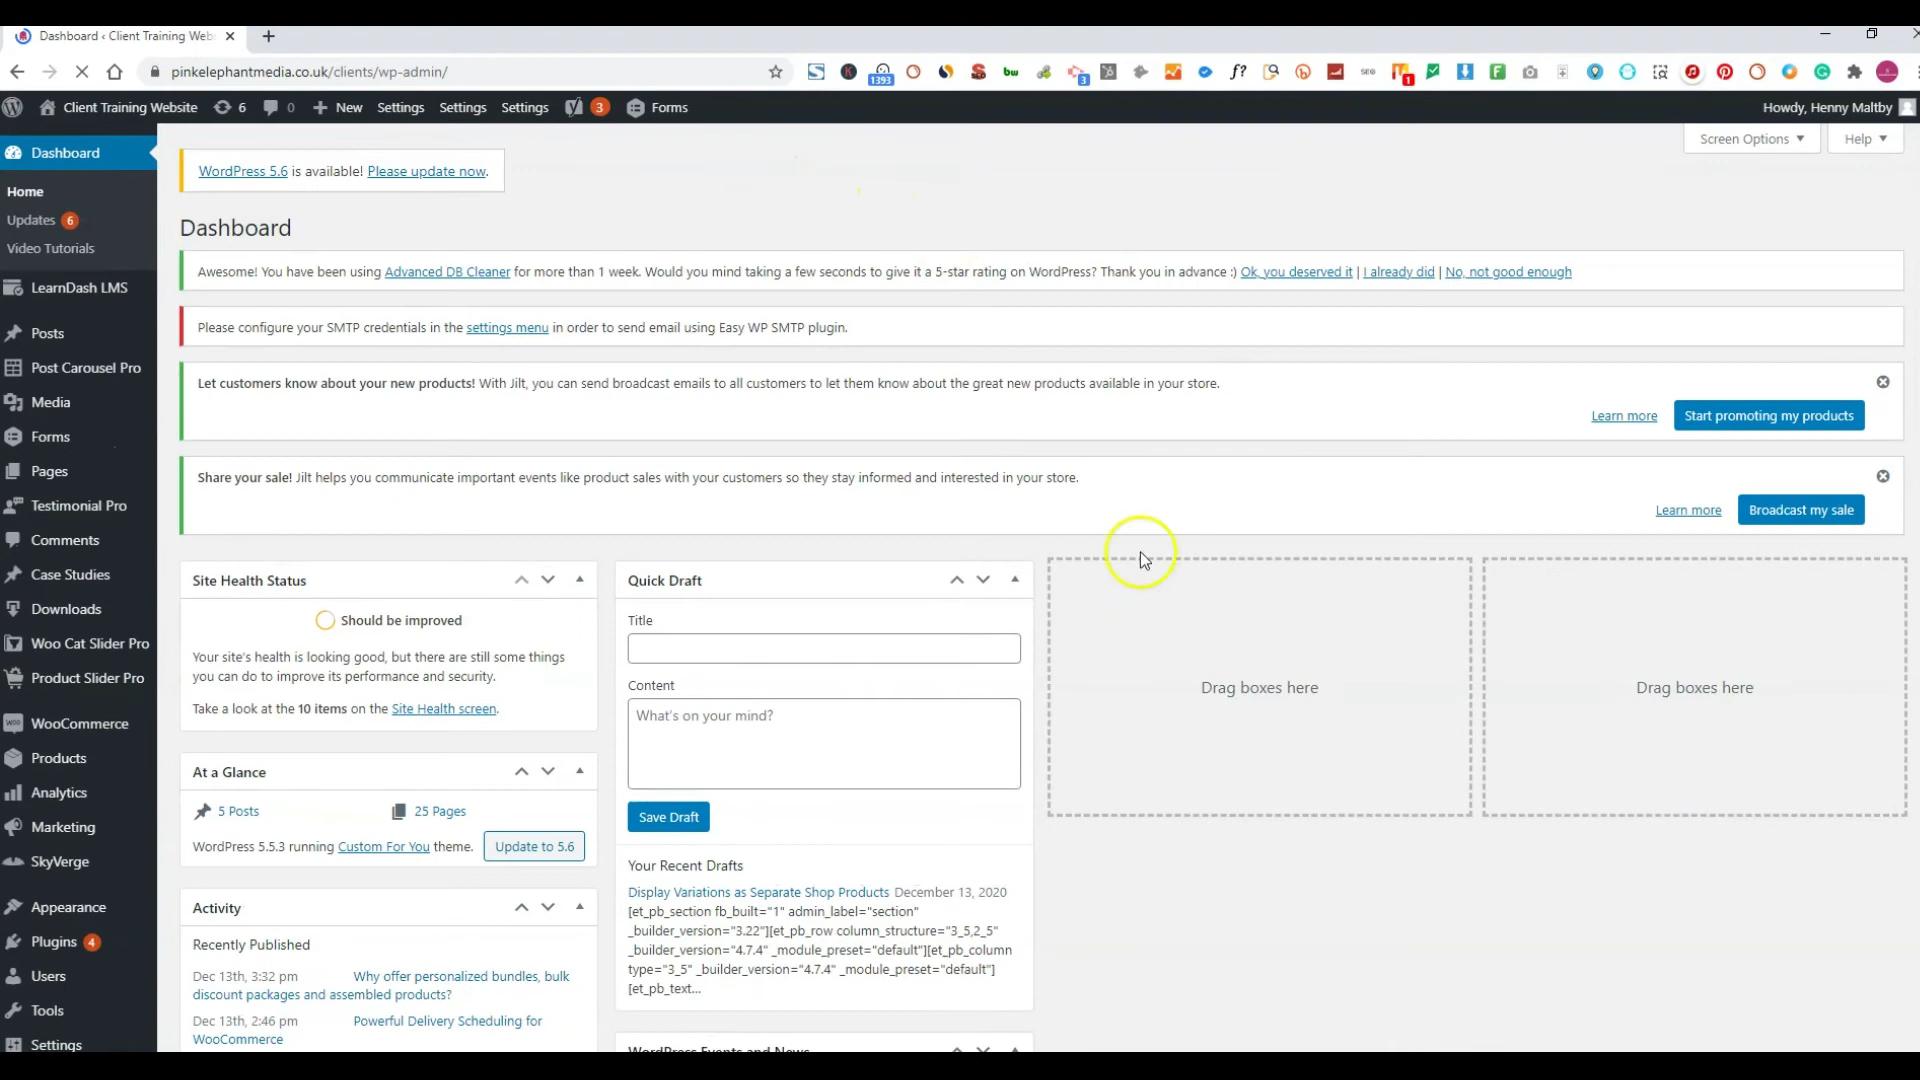 Dashboard ‹ Client Training Web
pinkelephantmedia.co.uk/clients/wp-admin/
1393
bw
3
f?
SEO
1
Client Training Website
6
0
New
Settings
Settings
Settings
3
Forms
Howdy, Henny Maltby
Dashboard
Home
Updates 6
Video Tutorials
LearnDash LMS
Posts
Post Carousel Pro
Media
Forms
Pages
Testimonial Pro
Comments
Case Studies
Downloads
Woo Cat Slider Pro
Product Slider Pro
WooCommerce
Products
Analytics
Marketing
SkyVerge
Appearance
Plugins 4
Users
Tools
Settings
Screen Options
Help
WordPress 5.6 is available! Please update now.
Dashboard
Awesome! You have been using Advanced DB Cleaner for more than 1 week. Would you mind taking a few seconds to give it a 5-star rating on WordPress? Thank you in advance :) Ok, you deserved it | I already did | No, not good enough
Please configure your SMTP credentials in the settings menu in order to send email using Easy WP SMTP plugin.
Let customers know about your new products! With Jilt, you can send broadcast emails to all customers to let them know about the great new products available in your store.
Learn more
Start promoting my products
Share your sale! Jilt helps you communicate important events like product sales with your customers so they stay informed and interested in your store.
Learn more
Broadcast my sale
Site Health Status
Should be improved
Your site's health is looking good, but there are still some things
you can do to improve its performance and security.
Take a look at the 10 items on the Site Health screen.
At a Glance
5 Posts
25 Pages
WordPress 5.5.3 running Custom For You theme.
Update to 5.6
Activity
Recently Published
Dec 13th, 3:32 pm Why offer personalized bundles, bulk
discount packages and assembled products?
Dec 13th, 2:46 pm Powerful Delivery Scheduling for
WooCommerce
Quick Draft
Title
Content
What's on your mind?
Save Draft
Your Recent Drafts
Display Variations as Separate Shop Products December 13, 2020
[et_pb_section fb_built="1" admin_label="section"
_builder_version="3.22"][et_pb_row column_structure="3_5,2_5"
_builder_version="4.7.4" _module_preset="default"][et_pb_column
type="3_5" _builder_version="4.7.4" _module_preset="default"]
[et_pb_text…
WordPress Events and News
Drag boxes here
Drag boxes here